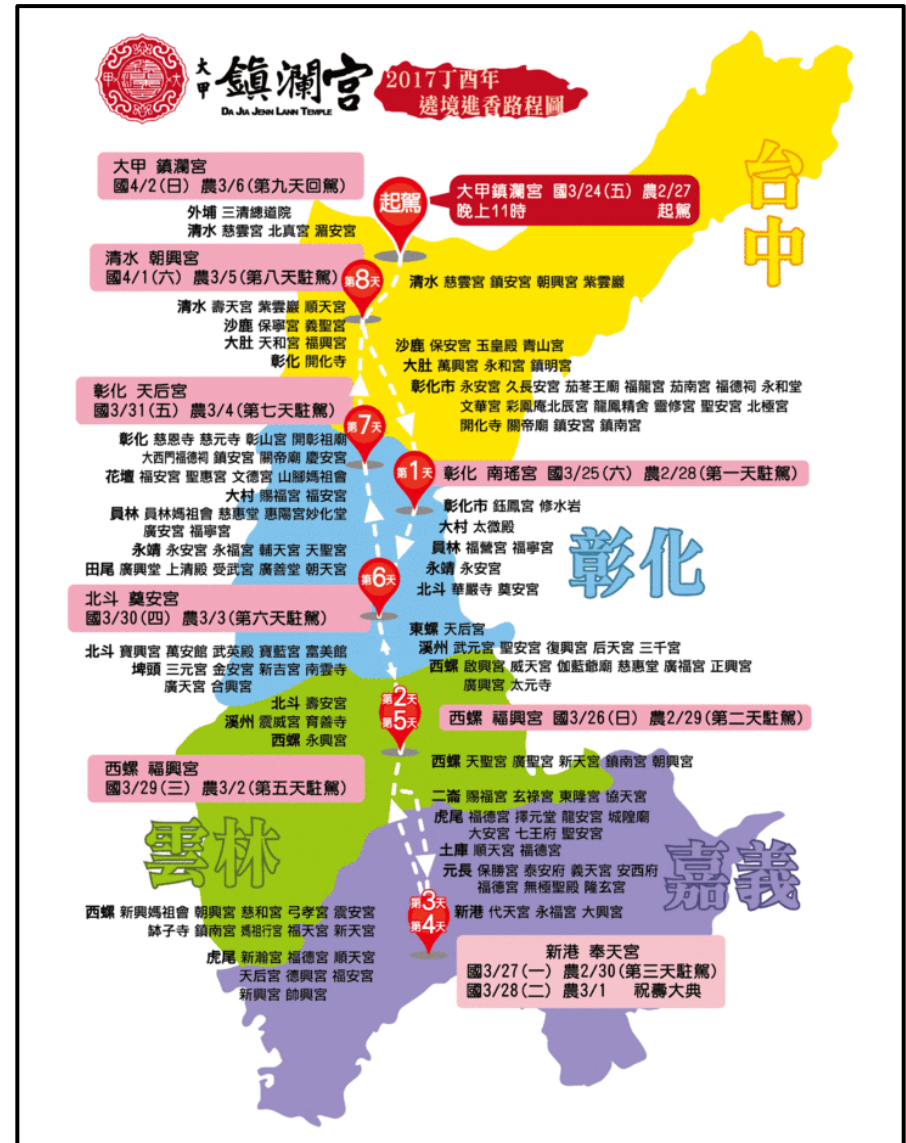 大甲 鎮瀾宮
DA JIA JENN LANN TEMPLE
2017丁酉年
遶境進香路程圖
台中
起駕
大甲鎮瀾宮 國3/24(五) 農2/27
晚上11時 起駕
清水 慈雲宮 鎮安宮 朝興宮 紫雲巖
沙鹿 保安宮 玉皇殿 青山宮
大肚 萬興宮 永和宮 鎮明宮
彰化市 永安宮 久長安宮 茄苳王廟 福龍宮 茄南宮 福德祠 永和堂
文華宮 彩鳳庵北辰宮 龍鳳精舍 靈修宮 聖安宮 北極宮
開化寺 關帝廟 鎮安宮 鎮南宮
第1天
彰化 南瑤宮 國3/25(六) 農2/28(第一天駐駕)
彰化市 鈺鳳宮 修水岩
大村 太微殿
員林 福營宮 福寧宮
永靖 永安宮
北斗 華嚴寺 奠安宮
彰化
東螺 天后宮
溪州 武元宮 聖安宮 復興宮 后天宮 三千宮
西螺 啟興宮 威天宮 伽藍爺廟 慈惠堂 廣福宮 正興宮
廣興宮 太元寺
第2天
第5天
西螺 福興宮 國3/26(日) 農2/29(第二天駐駕)
西螺 天聖宮 廣聖宮 新天宮 鎮南宮 朝興宮
二崙 賜福宮 玄祿宮 東隆宮 協天宮
虎尾 福德宮 擇元堂 龍安宮 城隍廟
大安宮 七王府 聖安宮
土庫 順天宮 福德宮
元長 保勝宮 泰安府 義天宮 安西府
福德宮 無極聖殿 隆玄宮
嘉義
第3天
第4天
新港 代天宮 永福宮 大興宮
新港 奉天宮
國3/27(一) 農2/30(第三天駐駕)
國3/28(二) 農3/1 祝壽大典
大甲 鎮瀾宮
國4/2(日) 農3/6(第九天回駕)
外埔 三清總道院
清水 慈雲宮 北真宮 湄安宮
清水 朝興宮
國4/1(六) 農3/5(第八天駐駕)
第8天
清水 壽天宮 紫雲巖 順天宮
沙鹿 保寧宮 義聖宮
大肚 天和宮 福興宮
彰化 開化寺
彰化 天后宮
國3/31(五) 農3/4(第七天駐駕)
第7天
彰化 慈恩寺 慈元寺 彰山宮 開彰祖廟
大西門福德祠 鎮安宮 關帝廟 慶安宮
花壇 福安宮 聖惠宮 文德宮 山腳媽祖會
大村 賜福宮 福安宮
員林 員林媽祖會 慈惠堂 惠陽宮妙化堂
廣安宮 福寧宮
永靖 永安宮 永福宮 輔天宮 天聖宮
田尾 廣興堂 上清殿 受武宮 廣善堂 朝天宮
第6天
北斗 奠安宮
國3/30(四) 農3/3(第六天駐駕)
北斗 寶興宮 萬安館 武英殿 寶藍宮 富美館
埤頭 三元宮 金安宮 新吉宮 南雲寺
廣天宮 合興宮
北斗 壽安宮
溪州 震威宮 育善寺
西螺 永興宮
西螺 福興宮
國3/29(三) 農3/2(第五天駐駕)
雲林
西螺 新興媽祖會 朝興宮 慈和宮 弓孝宮 震安宮
缽子寺 鎮南宮 媽祖行宮 福天宮 新天宮
虎尾 新瀚宮 福德宮 順天宮
天后宮 德興宮 福安宮
新興宮 帥興宮